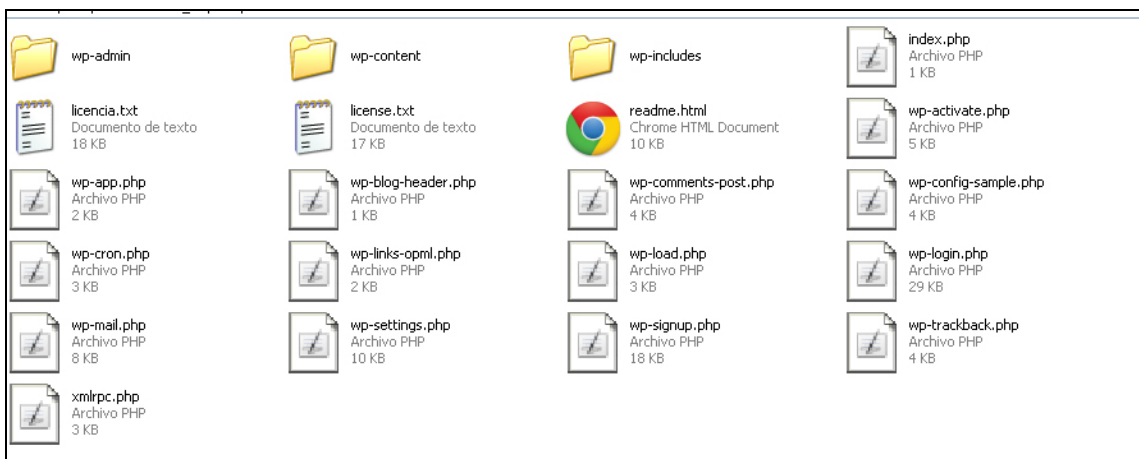 wp-admin
wp-content
wp-includes
index.php
Archivo PHP
1 KB
licencia.txt
Documento de texto
18 KB
license.txt
Documento de texto
17 KB
readme.html
Chrome HTML Document
10 KB
wp-activate.php
Archivo PHP
5 KB
wp-app.php
Archivo PHP
2 KB
wp-blog-header.php
Archivo PHP
1 KB
wp-comments-post.php
Archivo PHP
4 KB
wp-config-sample.php
Archivo PHP
4 KB
wp-cron.php
Archivo PHP
3 KB
wp-links-opml.php
Archivo PHP
2 KB
wp-load.php
Archivo PHP
3 KB
wp-login.php
Archivo PHP
29 KB
wp-mail.php
Archivo PHP
8 KB
wp-settings.php
Archivo PHP
10 KB
wp-signup.php
Archivo PHP
18 KB
wp-trackback.php
Archivo PHP
4 KB
xmlrpc.php
Archivo PHP
3 KB